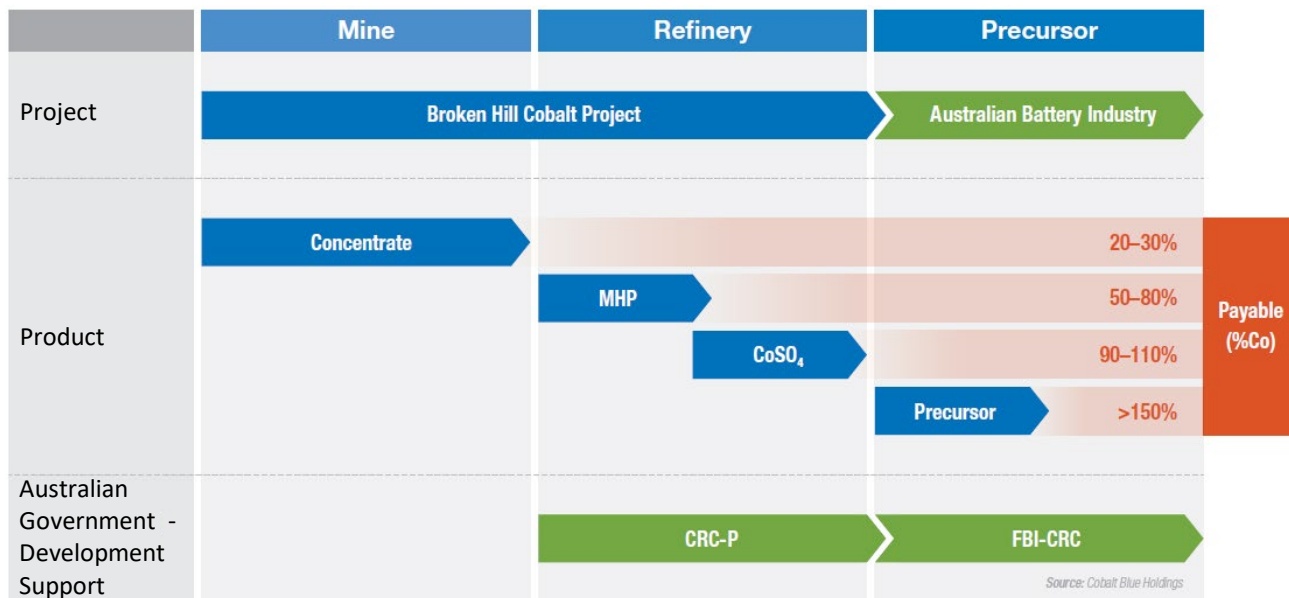 Mine Refinery Precursor
Project
Broken Hill Cobalt Project
Australian Battery Industry
Product
Concentrate
20–30%
MHP
50–80%
CoSO₄
90–110%
Precursor
>150%
Payable
(%Co)
Australian
Government -
Development
Support
CRC-P
FBI-CRC
Source: Cobalt Blue Holdings